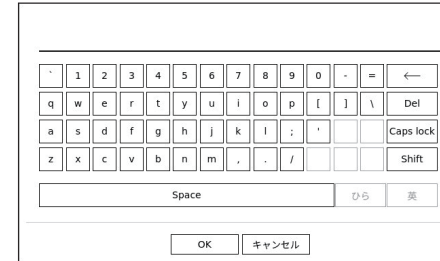 ` 1 2 3 4 5 6 7 8 9 0 - = ←
q w e r t y u i o p [ ] \ Del
a s d f g h j k l ; ' Caps lock
z x c v b n m , . / Shift
Space ひら 英
OK キャンセル